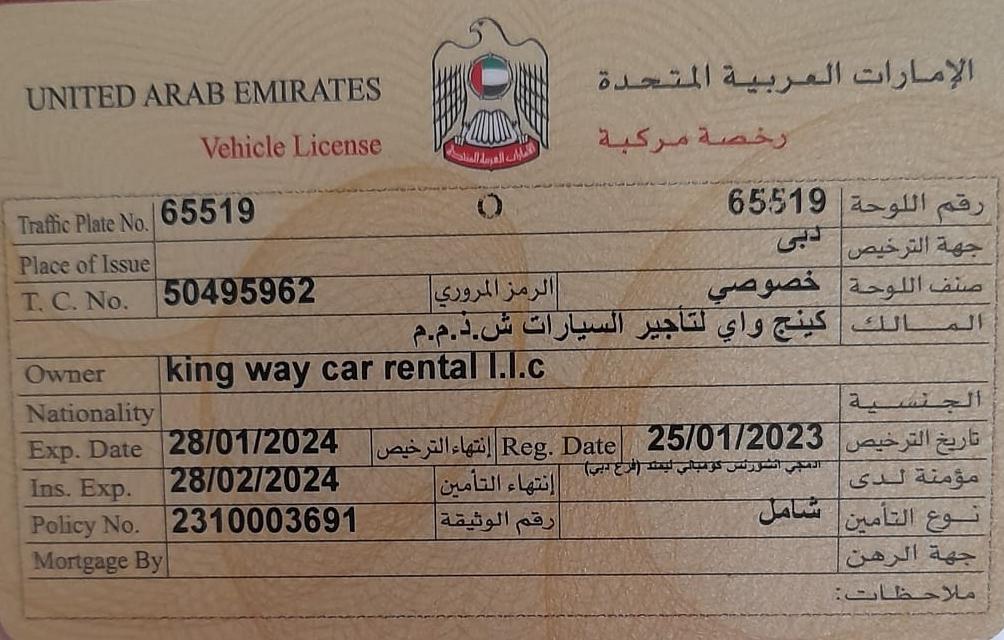 UNITED ARAB EMIRATES
الإمارات العربية المتحدة
Vehicle License
رخصة مركبة
الإمارات العربية المتحدة
Traffic Plate No. 65519 O 65519 رقم اللوحة
Place of Issue دبى جهة الترخيص
T. C. No. 50495962 الرمز المروري خصوصي صنف اللوحة
كينج واي لتأجير السيارات ش.ذ.م.م المالك
Owner king way car rental l.l.c
Nationality الجنسية
Exp. Date 28/01/2024 إنتهاء الترخيص Reg. Date 25/01/2023 تاريخ الترخيص
Ins. Exp. 28/02/2024 إنتهاء التأمين (فرع دبي) مؤمنة لدى
Policy No. 2310003691 رقم الوثيقة شامل نوع التأمين
Mortgage By جهة الرهن
ملاحظات: